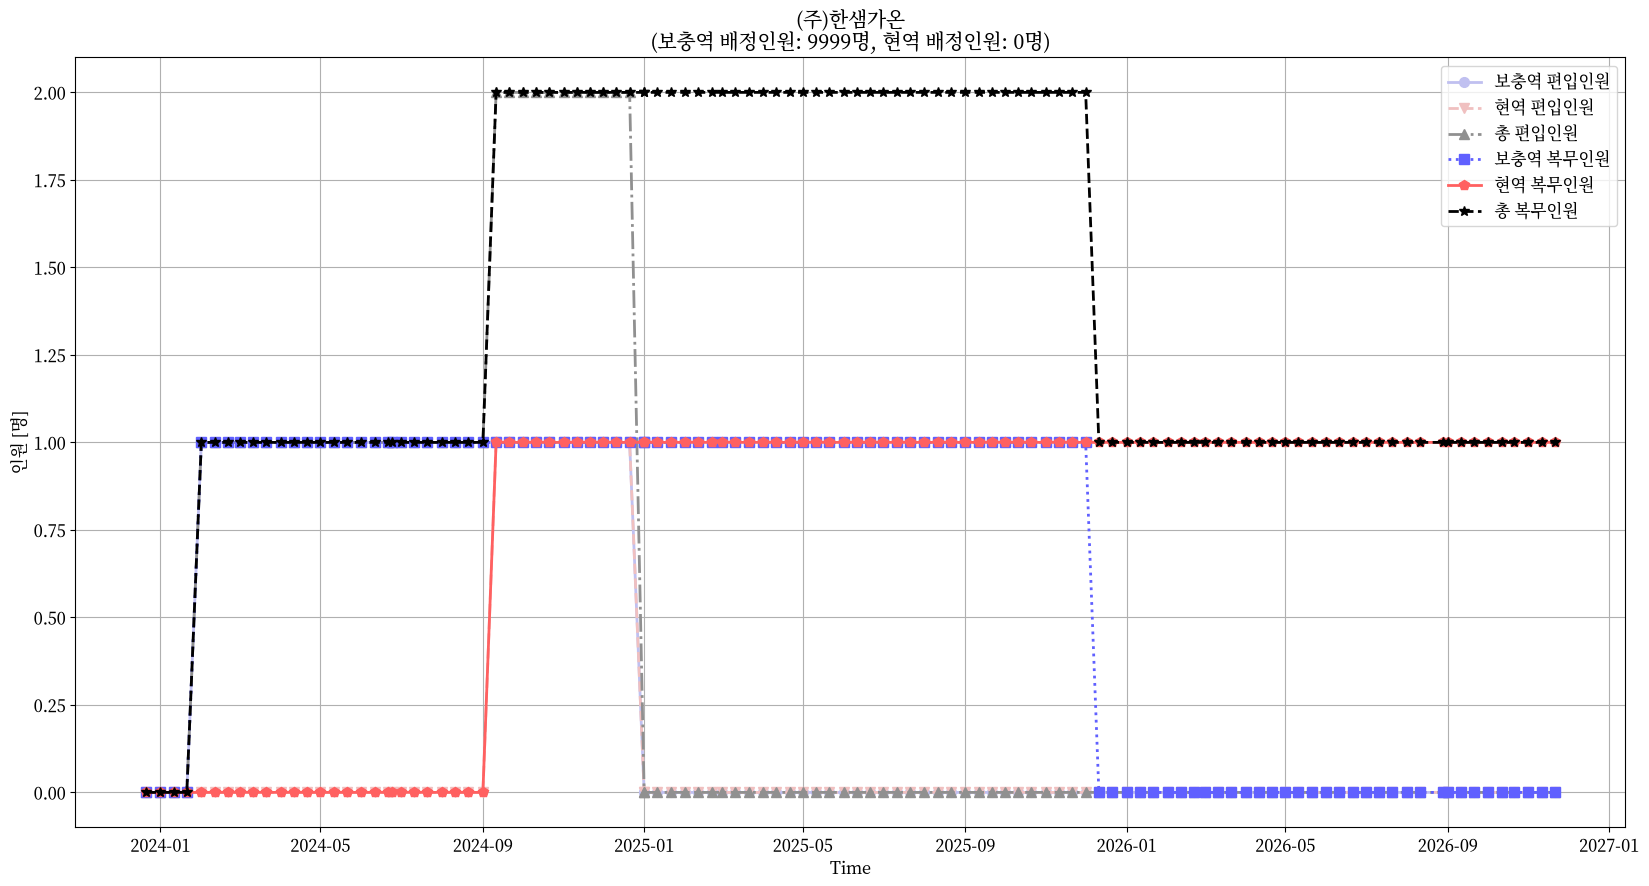 (주)한샘가온
(보충역 배정인원: 9999명, 현역 배정인원: 0명)
인원 [명]
2.00
1.75
1.50
1.25
1.00
0.75
0.50
0.25
0.00
보충역 편입인원
현역 편입인원
총 편입인원
보충역 복무인원
현역 복무인원
총 복무인원
2024-01
2024-05
2024-09
2025-01
2025-05
2025-09
2026-01
2026-05
2026-09
2027-01
Time